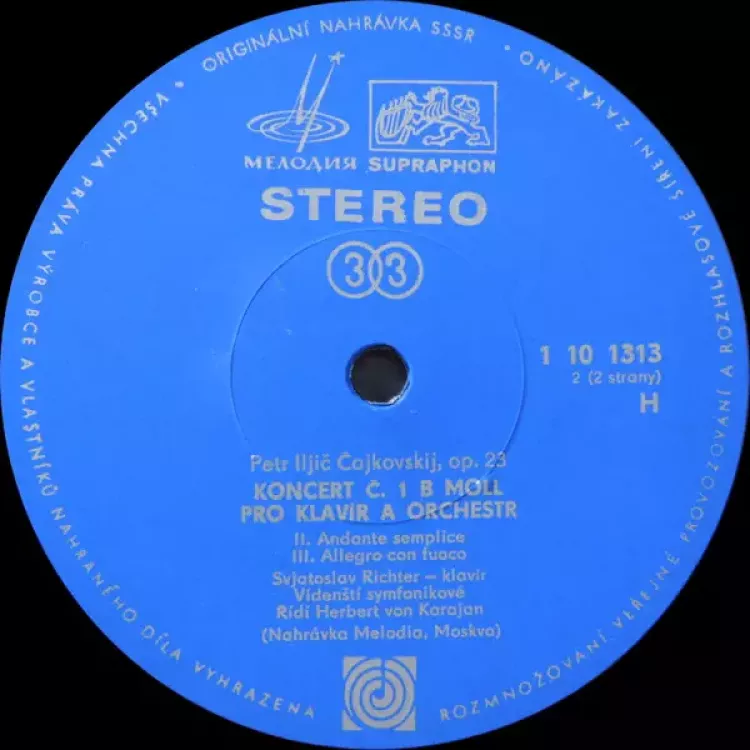 ORIGINÁLNÍ NAHRÁVKA SSSR • VŠECHNA PRÁVA VÝROBCE A VLASTNÍKŮ NAHRANÉHO DÍLA VYHRAZENA
ROZMNOŽOVÁNÍ VEŘEJNÉ PROVOZOVÁNÍ A ROZHLASOVÉ ŠÍŘENÍ ZAKÁZÁNO •
МЕЛОДИЯ SUPRAPHON
STEREO
33
1 10 1313
2 (2 strany)
H
Petr Iljič Čajkovskij, op. 23
KONCERT Č. 1 B MOLL
PRO KLAVÍR A ORCHESTR
II. Andante semplice
III. Allegro con fuoco
Svjatoslav Richter – klavír
Vídenští symfonikové
Řídí Herbert von Karajan
(Nahrávka Melodia, Moskva)